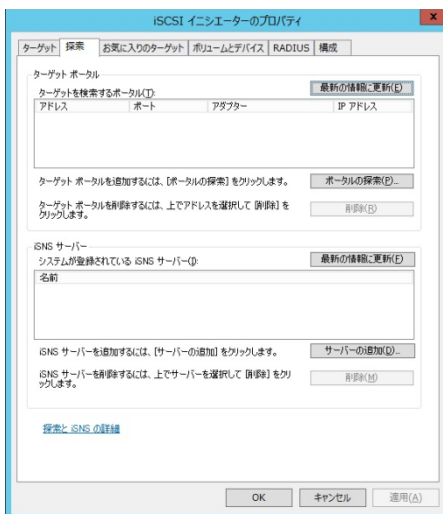 iSCSI イニシエーターのプロパティ
x
ターゲット 探索 お気に入りのターゲット ボリュームとデバイス RADIUS 構成
ターゲット ポータル
ターゲットを検索するポータル(T): 最新の情報に更新(E)
アドレス ポート アダプター IP アドレス
ターゲット ポータルを追加するには、[ポータルの探索] をクリックします。 ポータルの探索(P)...
ターゲット ポータルを削除するには、上でアドレスを選択して [削除] を
クリックします。 削除(R)
iSNS サーバー
システムが登録されている iSNS サーバー(I): 最新の情報に更新(F)
名前
iSNS サーバーを追加するには、[サーバーの追加] をクリックします。 サーバーの追加(D)...
iSNS サーバーを削除するには、上でサーバーを選択して [削除] をクリ
ックします。 削除(M)
探索と iSNS の詳細
OK キャンセル 適用(A)